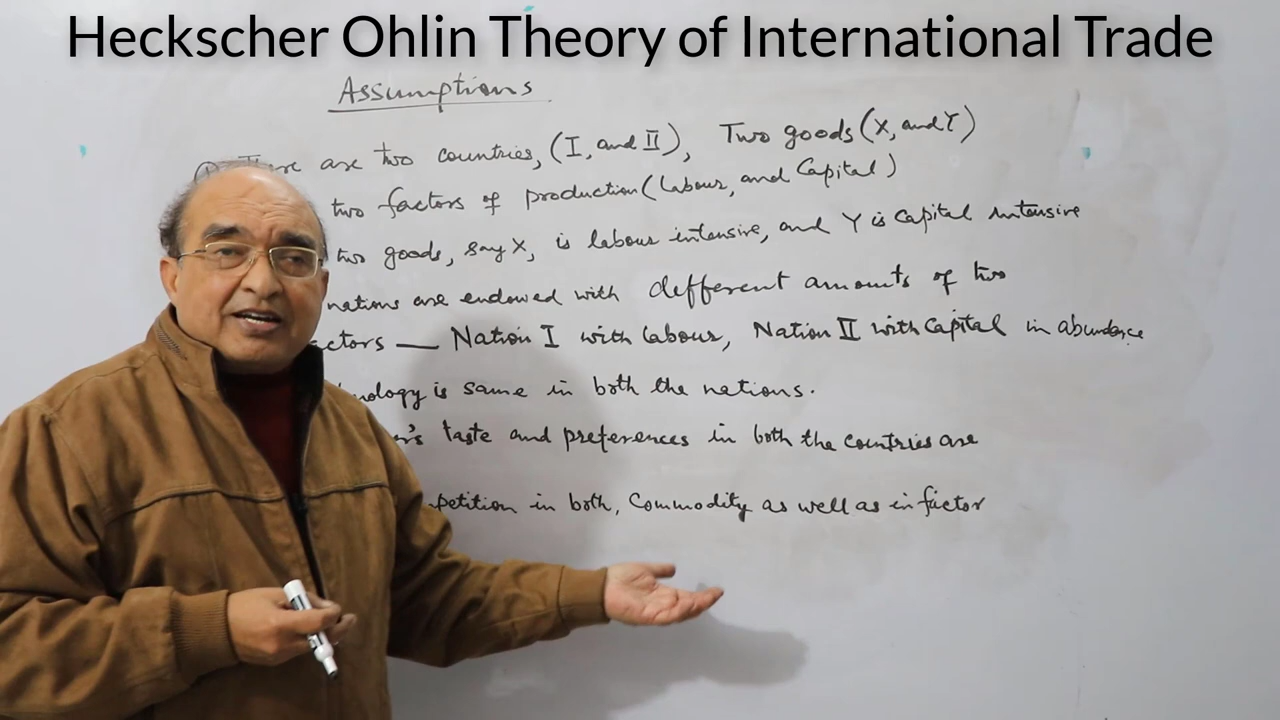 Heckscher Ohlin Theory of International Trade
Assumptions
are two countries, (I, and II), Two goods (X, and Y)
two factors of production (labour, and Capital)
two goods, say X, is labour intensive, and Y is Capital intensive
nations are endowed with different amounts of two
actors — Nation I with labour, Nation II with Capital in abundance
nology is same in both the nations.
r's taste and preferences in both the countries are
petition in both, Commodity as well as in factor